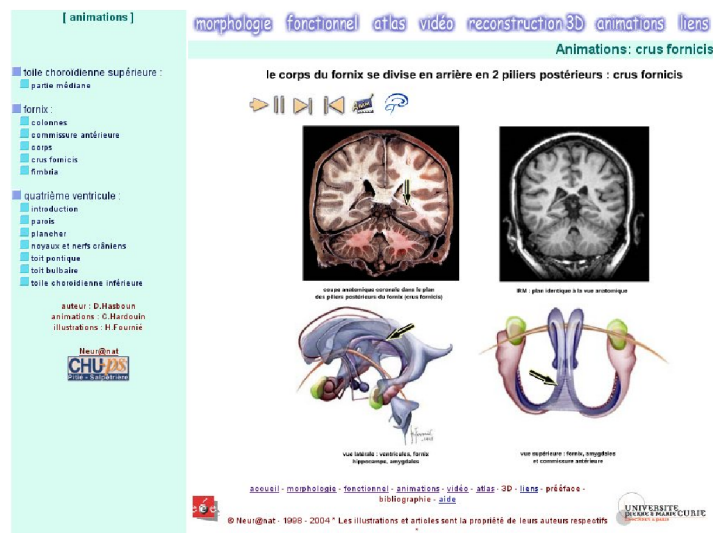 [ animations ]
morphologie fonctionnel atlas vidéo reconstruction 3D animations liens
Animations: crus fornicis
toile choroïdienne supérieure :
partie médiane
fornix :
colonnes
commissure antérieure
corps
crus fornicis
fimbria
quatrième ventricule :
introduction
parois
plancher
noyaux et nerfs crâniens
toit pontique
toit bulbaire
toile choroïdienne inférieure
auteur : D.Hasboun
animations : C.Hardouin
illustrations : H.Fournié
Neur@nat
CHU-PS
Pitié - Salpêtrière
le corps du fornix se divise en arrière en 2 piliers postérieurs : crus fornicis
coupe anatomique coronale dans le plan
des piliers postérieurs du fornix (crus fornicis)
IRM : plan identique à la vue anatomique
vue latérale : ventricules, fornix
hippocampe, amygdales
vue supérieure : fornix, amygdales
et commissure antérieure
accueil - morphologie - fonctionnel - animations - vidéo - atlas - 3D - liens - préface -
bibliographie - aide
UNIVERSITE
PIERRE & MARIE CURIE
© Neur@nat - 1998 - 2004 " Les illustrations et articles sont la propriété de leurs auteurs respectifs
"